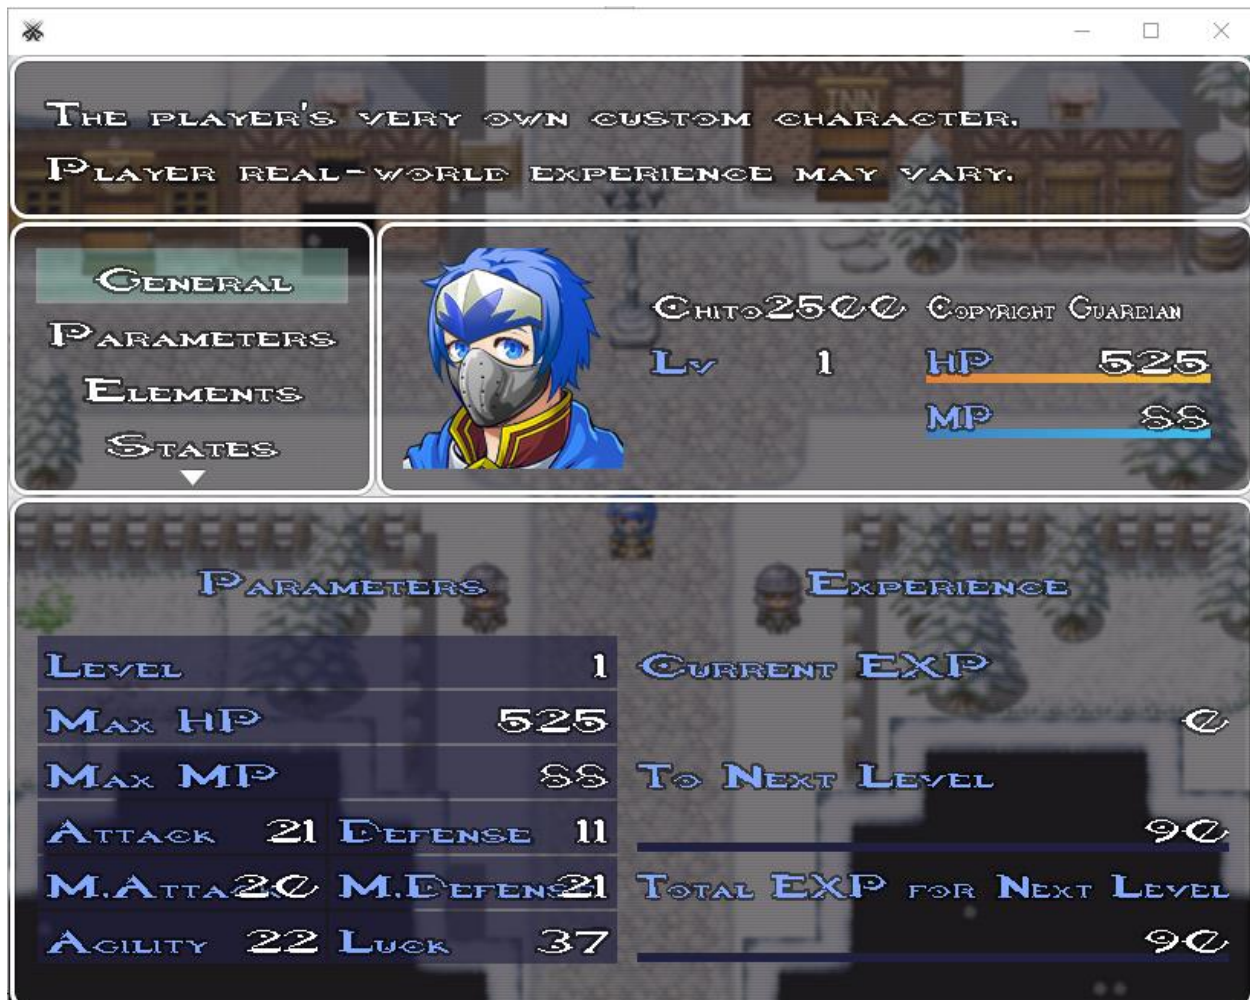 INN
The player's very own custom character.
Player real-world experience may vary.
General
Parameters
Elements
States
Chito2500 Copyright Guardian
Lv 1 HP 525
MP 88
Parameters
Level 1
Max HP 525
Max MP 88
Attack 21 Defense 11
M.Atta20 M.Defens21
Agility 22 Luck 37
Experience
Current EXP
0
To Next Level
90
Total EXP for Next Level
90